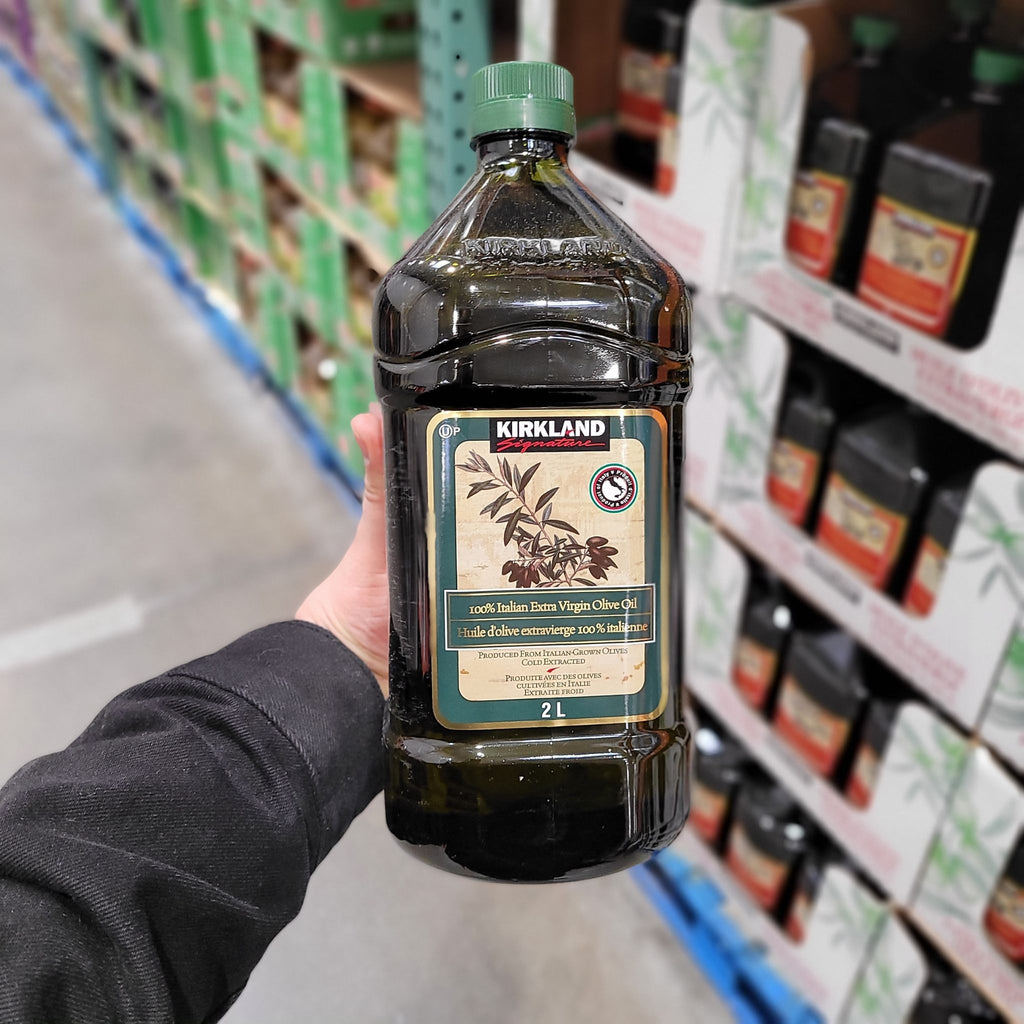 KIRKLAND
Ⓤ P
KIRKLAND
Signature
100% Italian Extra Virgin Olive Oil
Huile d'olive extravierge 100 % italienne
PRODUCED FROM ITALIAN-GROWN OLIVES
COLD EXTRACTED
PRODUITE AVEC DES OLIVES
CULTIVÉES EN ITALIE
EXTRAITE FROID
2 L